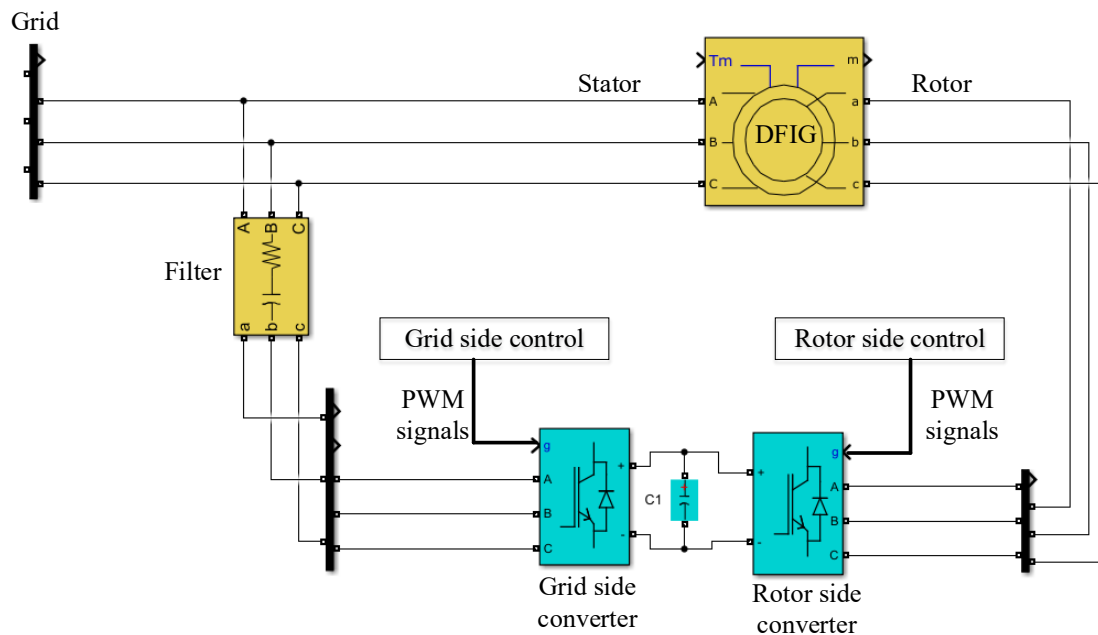 Grid
Stator
Tm
m
Rotor
A
a
B
DFIG
b
C
c
A
B
C
Filter
a
b
c
Grid side control
Rotor side control
PWM
signals
PWM
signals
g
g
+
+
A
A
C1
+
B
B
-
-
C
C
Grid side
converter
Rotor side
converter